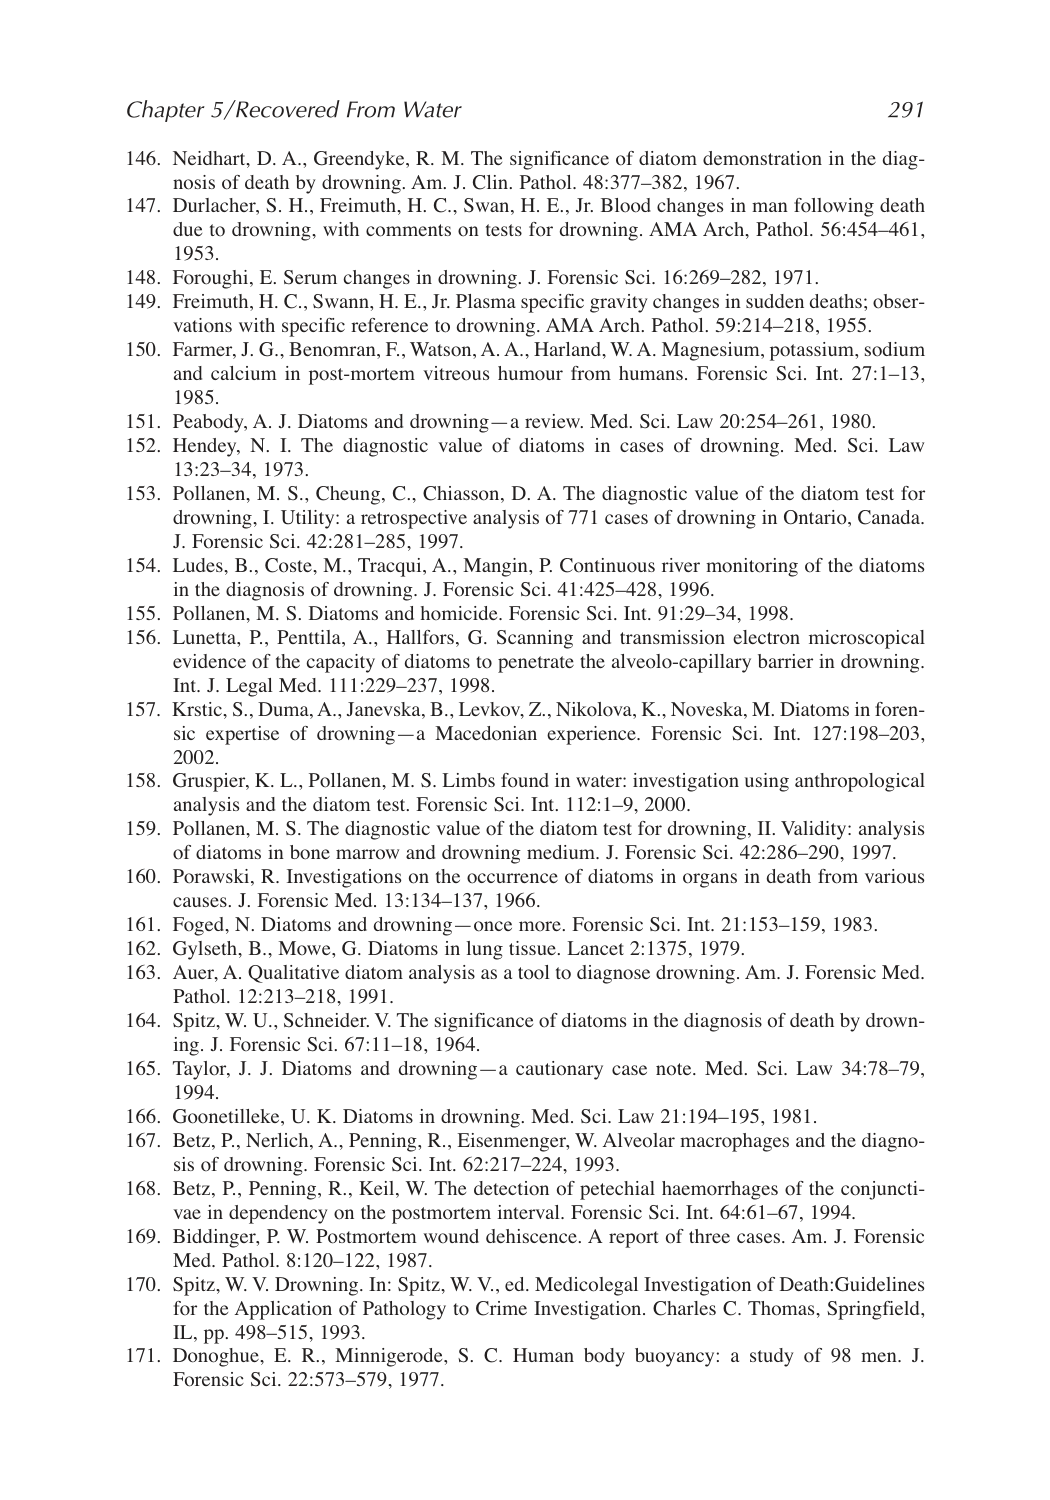 Chapter 5/Recovered From Water 291
146. Neidhart, D. A., Greendyke, R. M. The significance of diatom demonstration in the diag-
nosis of death by drowning. Am. J. Clin. Pathol. 48:377–382, 1967.
147. Durlacher, S. H., Freimuth, H. C., Swan, H. E., Jr. Blood changes in man following death
due to drowning, with comments on tests for drowning. AMA Arch, Pathol. 56:454–461,
1953.
148. Foroughi, E. Serum changes in drowning. J. Forensic Sci. 16:269–282, 1971.
149. Freimuth, H. C., Swann, H. E., Jr. Plasma specific gravity changes in sudden deaths; obser-
vations with specific reference to drowning. AMA Arch. Pathol. 59:214–218, 1955.
150. Farmer, J. G., Benomran, F., Watson, A. A., Harland, W. A. Magnesium, potassium, sodium
and calcium in post-mortem vitreous humour from humans. Forensic Sci. Int. 27:1–13,
1985.
151. Peabody, A. J. Diatoms and drowning—a review. Med. Sci. Law 20:254–261, 1980.
152. Hendey, N. I. The diagnostic value of diatoms in cases of drowning. Med. Sci. Law
13:23–34, 1973.
153. Pollanen, M. S., Cheung, C., Chiasson, D. A. The diagnostic value of the diatom test for
drowning, I. Utility: a retrospective analysis of 771 cases of drowning in Ontario, Canada.
J. Forensic Sci. 42:281–285, 1997.
154. Ludes, B., Coste, M., Tracqui, A., Mangin, P. Continuous river monitoring of the diatoms
in the diagnosis of drowning. J. Forensic Sci. 41:425–428, 1996.
155. Pollanen, M. S. Diatoms and homicide. Forensic Sci. Int. 91:29–34, 1998.
156. Lunetta, P., Penttila, A., Hallfors, G. Scanning and transmission electron microscopical
evidence of the capacity of diatoms to penetrate the alveolo-capillary barrier in drowning.
Int. J. Legal Med. 111:229–237, 1998.
157. Krstic, S., Duma, A., Janevska, B., Levkov, Z., Nikolova, K., Noveska, M. Diatoms in foren-
sic expertise of drowning—a Macedonian experience. Forensic Sci. Int. 127:198–203,
2002.
158. Gruspier, K. L., Pollanen, M. S. Limbs found in water: investigation using anthropological
analysis and the diatom test. Forensic Sci. Int. 112:1–9, 2000.
159. Pollanen, M. S. The diagnostic value of the diatom test for drowning, II. Validity: analysis
of diatoms in bone marrow and drowning medium. J. Forensic Sci. 42:286–290, 1997.
160. Porawski, R. Investigations on the occurrence of diatoms in organs in death from various
causes. J. Forensic Med. 13:134–137, 1966.
161. Foged, N. Diatoms and drowning—once more. Forensic Sci. Int. 21:153–159, 1983.
162. Gylseth, B., Mowe, G. Diatoms in lung tissue. Lancet 2:1375, 1979.
163. Auer, A. Qualitative diatom analysis as a tool to diagnose drowning. Am. J. Forensic Med.
Pathol. 12:213–218, 1991.
164. Spitz, W. U., Schneider. V. The significance of diatoms in the diagnosis of death by drown-
ing. J. Forensic Sci. 67:11–18, 1964.
165. Taylor, J. J. Diatoms and drowning—a cautionary case note. Med. Sci. Law 34:78–79,
1994.
166. Goonetilleke, U. K. Diatoms in drowning. Med. Sci. Law 21:194–195, 1981.
167. Betz, P., Nerlich, A., Penning, R., Eisenmenger, W. Alveolar macrophages and the diagno-
sis of drowning. Forensic Sci. Int. 62:217–224, 1993.
168. Betz, P., Penning, R., Keil, W. The detection of petechial haemorrhages of the conjuncti-
vae in dependency on the postmortem interval. Forensic Sci. Int. 64:61–67, 1994.
169. Biddinger, P. W. Postmortem wound dehiscence. A report of three cases. Am. J. Forensic
Med. Pathol. 8:120–122, 1987.
170. Spitz, W. V. Drowning. In: Spitz, W. V., ed. Medicolegal Investigation of Death:Guidelines
for the Application of Pathology to Crime Investigation. Charles C. Thomas, Springfield,
IL, pp. 498–515, 1993.
171. Donoghue, E. R., Minnigerode, S. C. Human body buoyancy: a study of 98 men. J.
Forensic Sci. 22:573–579, 1977.